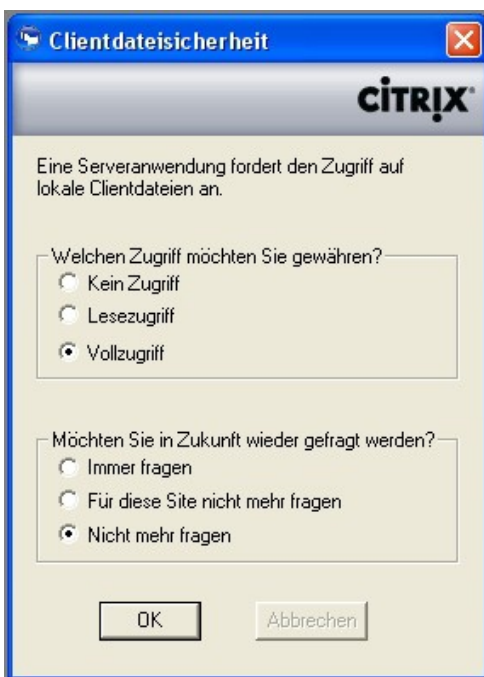 Clientdateisicherheit
CITRIX
Eine Serveranwendung fordert den Zugriff auf
lokale Clientdateien an.
Welchen Zugriff möchten Sie gewähren?
Kein Zugriff
Lesezugriff
Vollzugriff
Möchten Sie in Zukunft wieder gefragt werden?
Immer fragen
Für diese Site nicht mehr fragen
Nicht mehr fragen
OK
Abbrechen